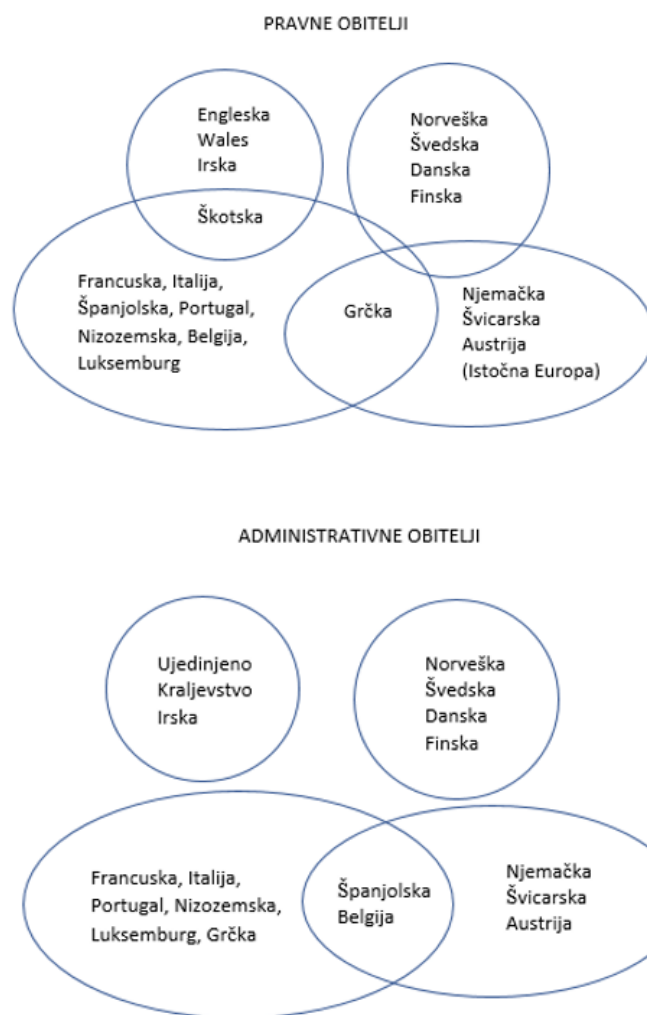 PRAVNE OBITELJI
Engleska
Wales
Irska
Norveška
Švedska
Danska
Finska
Škotska
Francuska, Italija,
Španjolska, Portugal,
Nizozemska, Belgija,
Luksemburg
Grčka
Njemačka
Švicarska
Austrija
(Istočna Europa)
ADMINISTRATIVNE OBITELJI
Ujedinjeno
Kraljevstvo
Irska
Norveška
Švedska
Danska
Finska
Francuska, Italija,
Portugal, Nizozemska,
Luksemburg, Grčka
Španjolska
Belgija
Njemačka
Švicarska
Austrija